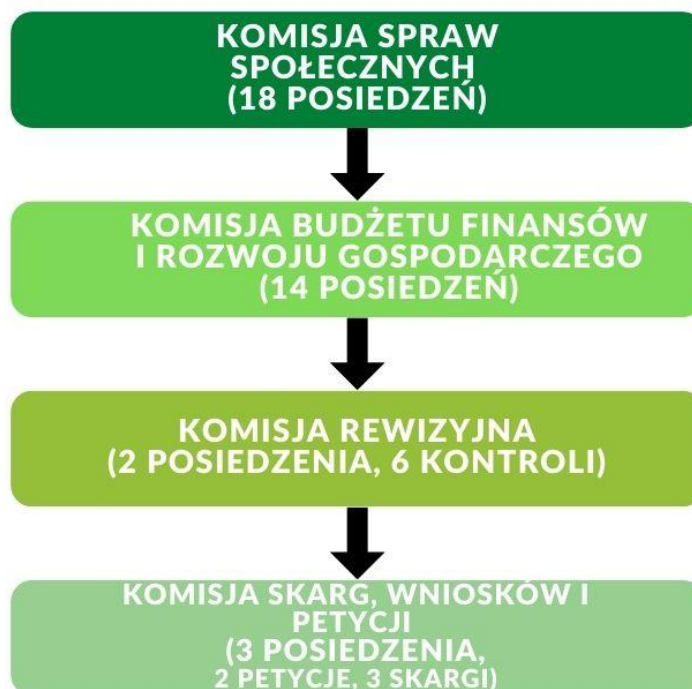 KOMISJA SPRAW
SPOŁECZNYCH
(18 POSIEDZEŃ)
KOMISJA BUDŻETU FINANSÓW
I ROZWOJU GOSPODARCZEGO
(14 POSIEDZEŃ)
KOMISJA REWIZYJNA
(2 POSIEDZENIA, 6 KONTROLI)
KOMISJA SKARG, WNIOSKÓW I
PETYCJI
(3 POSIEDZENIA,
2 PETYCJE, 3 SKARGI)